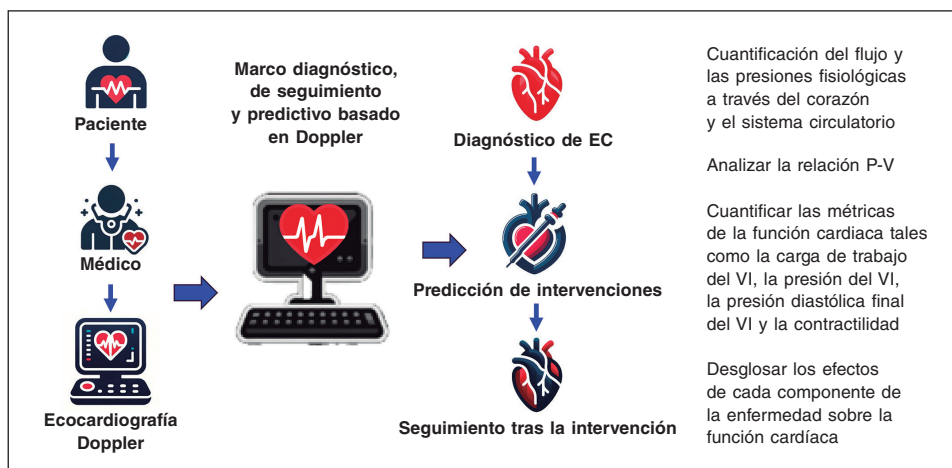 Paciente
Médico
Ecocardiografía
Doppler
Marco diagnóstico,
de seguimiento
y predictivo basado
en Doppler
Diagnóstico de EC
Predicción de intervenciones
Seguimiento tras la intervención
Cuantificación del flujo y
las presiones fisiológicas
a través del corazón
y el sistema circulatorio
Analizar la relación P-V
Cuantificar las métricas
de la función cardiaca tales
como la carga de trabajo
del VI, la presión del VI,
la presión diastólica final
del VI y la contractilidad
Desglosar los efectos
de cada componente de
la enfermedad sobre la
función cardíaca